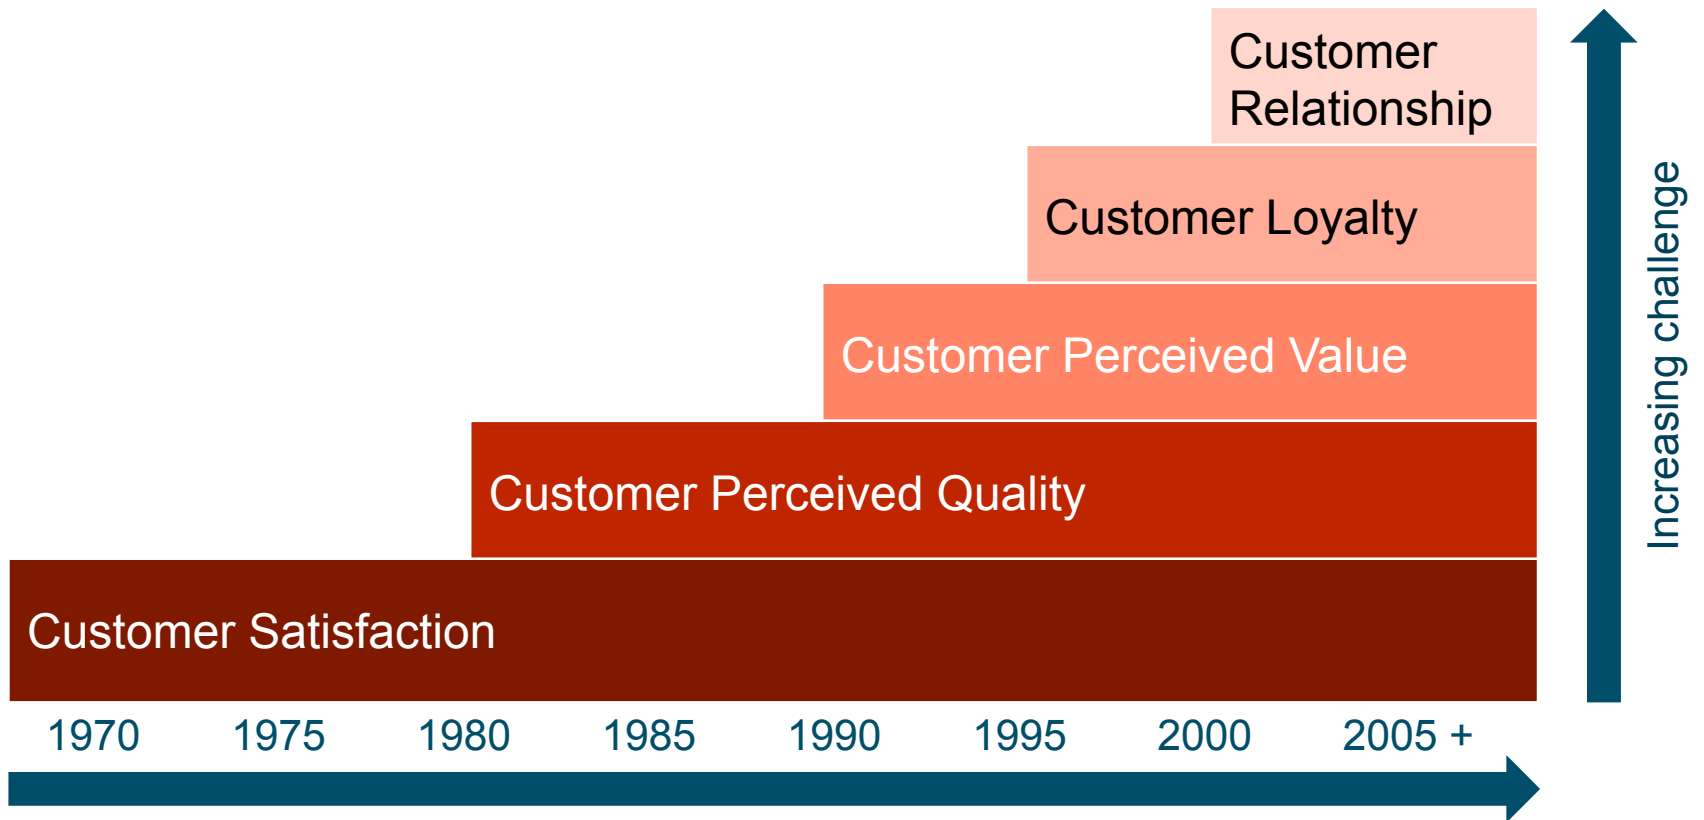 Customer
Relationship
Customer Loyalty
Customer Perceived Value
Customer Perceived Quality
Customer Satisfaction
1970 1975 1980 1985 1990 1995 2000 2005 +
Increasing challenge